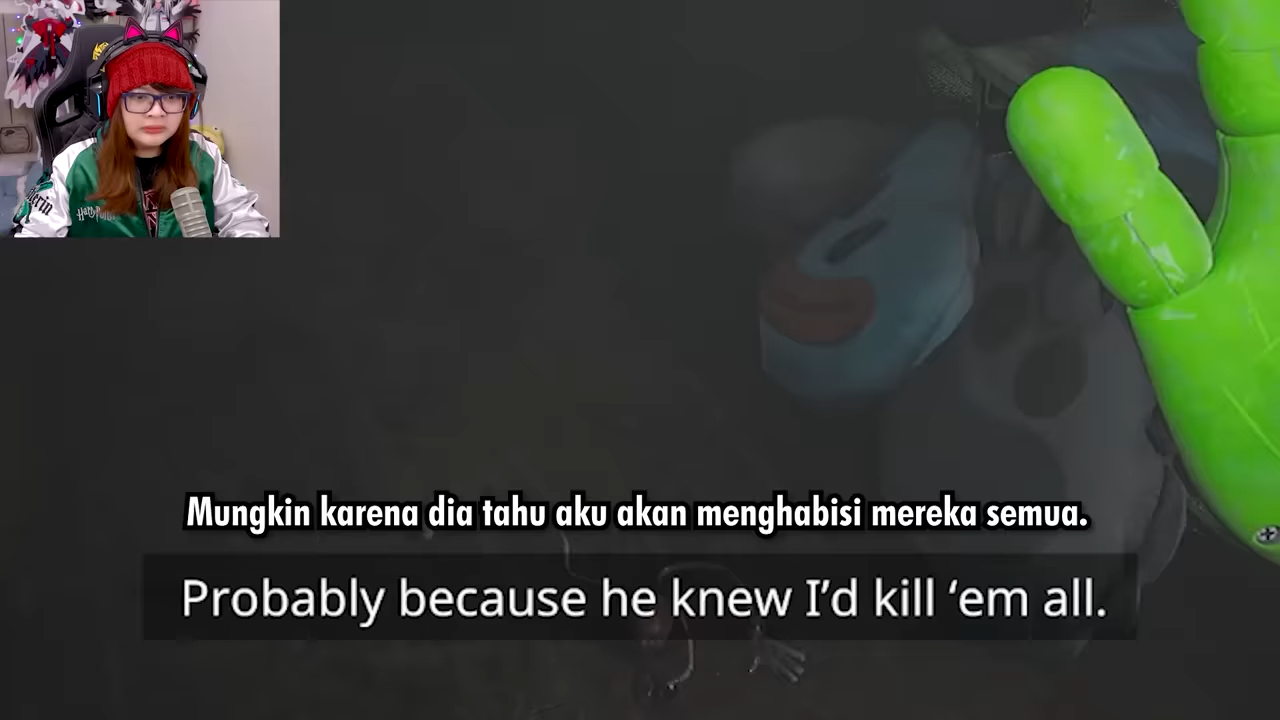 Mungkin karena dia tahu aku akan menghabisi mereka semua.
Probably because he knew I’d kill ‘em all.